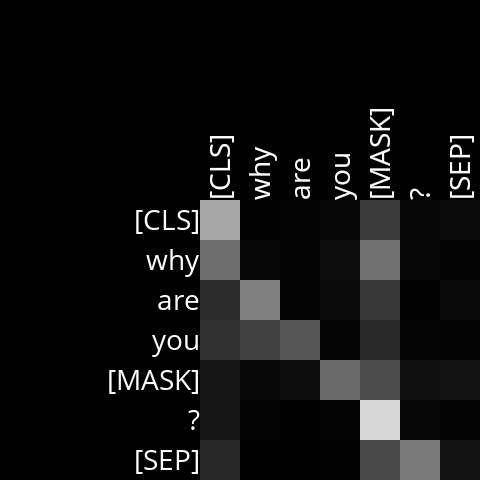 [CLS] why are you [MASK] ? [SEP]
[CLS]
why
are
you
[MASK]
?
[SEP]